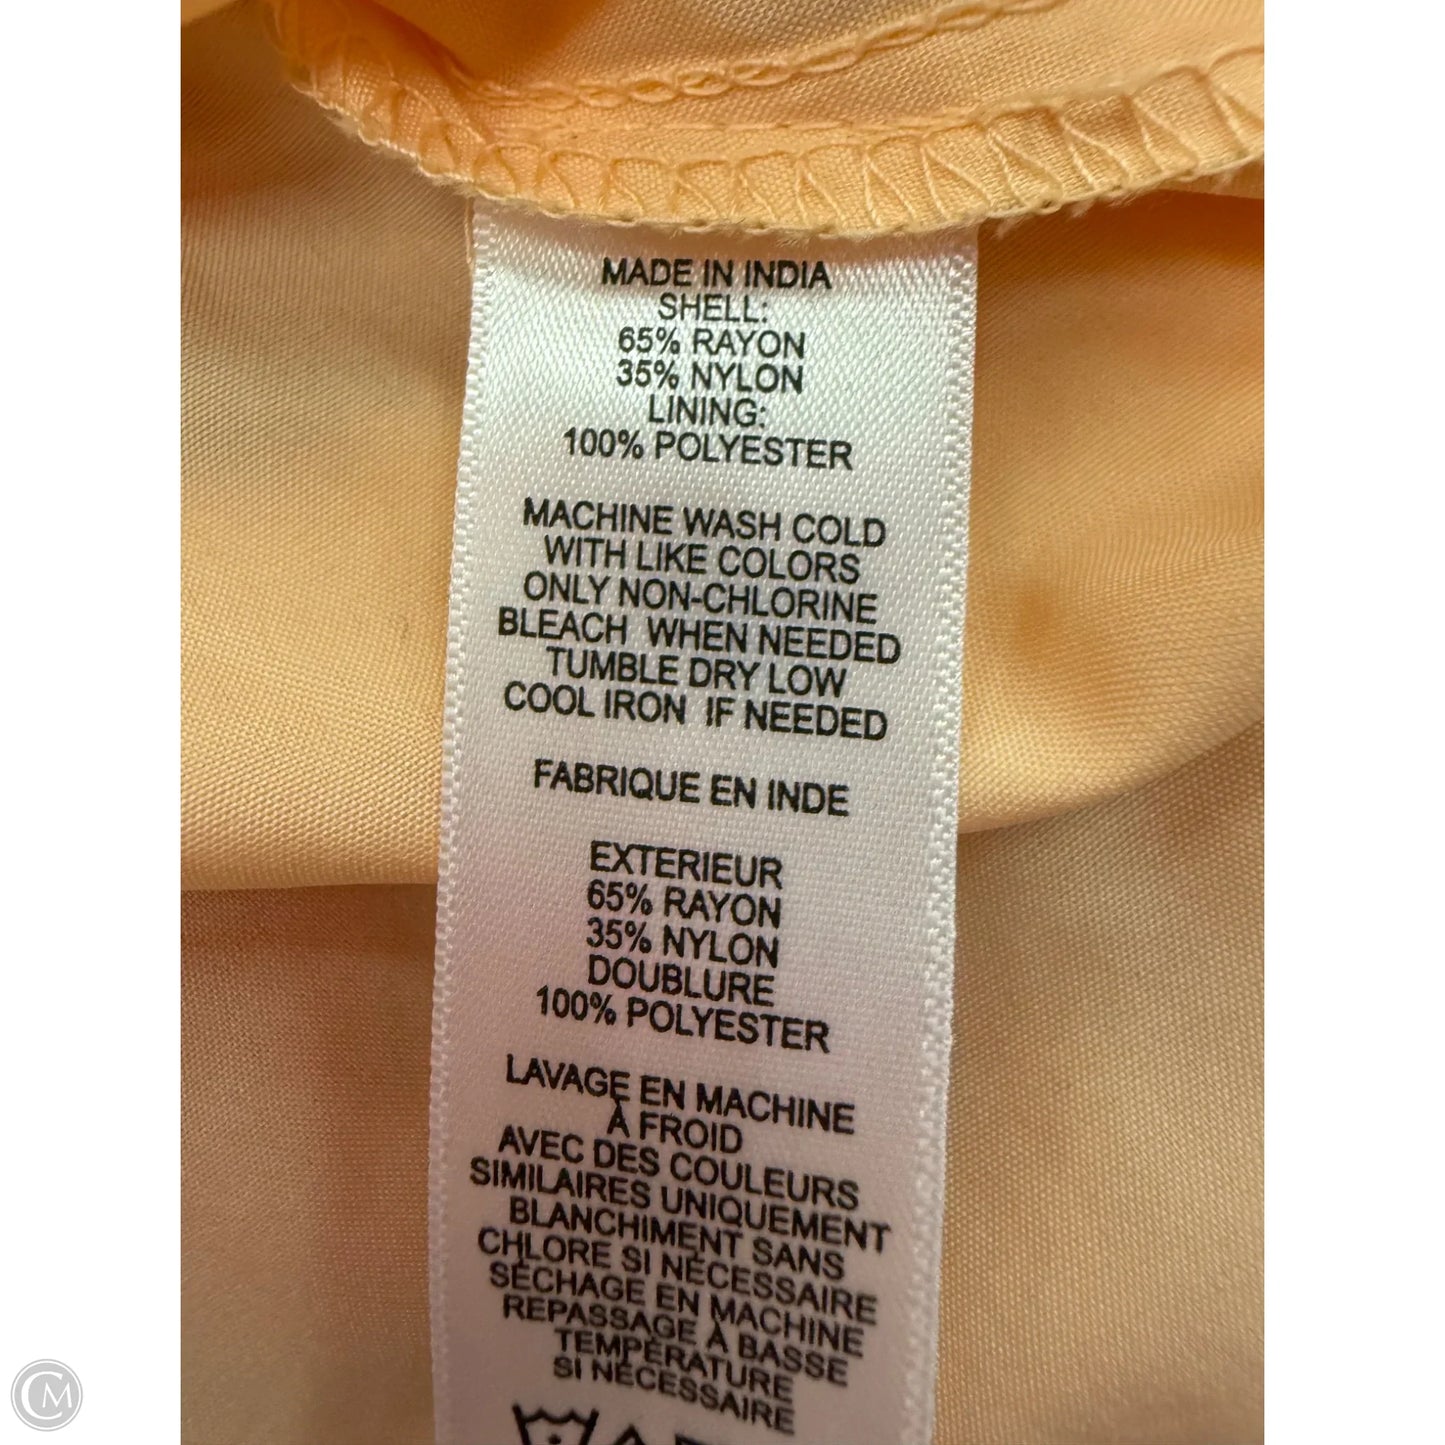 MADE IN INDIA
SHELL:
65% RAYON
35% NYLON
LINING:
100% POLYESTER
MACHINE WASH COLD
WITH LIKE COLORS
ONLY NON-CHLORINE
BLEACH WHEN NEEDED
TUMBLE DRY LOW
COOL IRON IF NEEDED
FABRIQUE EN INDE
EXTERIEUR
65% RAYON
35% NYLON
DOUBLURE
100% POLYESTER
LAVAGE EN MACHINE
À FROID
AVEC DES COULEURS
SIMILAIRES UNIQUEMENT
BLANCHIMENT SANS
CHLORE SI NÉCESSAIRE
SÉCHAGE EN MACHINE
REPASSAGE À BASSE
TEMPÉRATURE
SI NÉCESSAIRE
CM